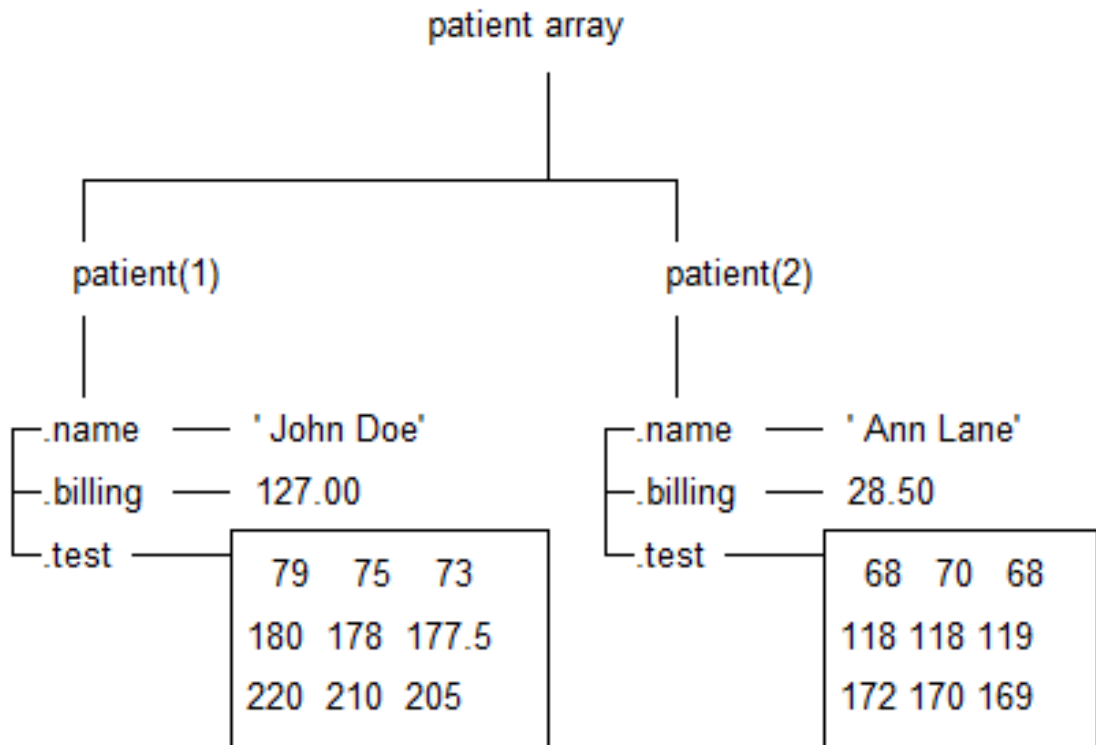 patient array
patient(1)
patient(2)
.name ' John Doe'
.billing 127.00
.test
79 75 73
180 178 177.5
220 210 205
.name ' Ann Lane'
.billing 28.50
.test
68 70 68
118 118 119
172 170 169